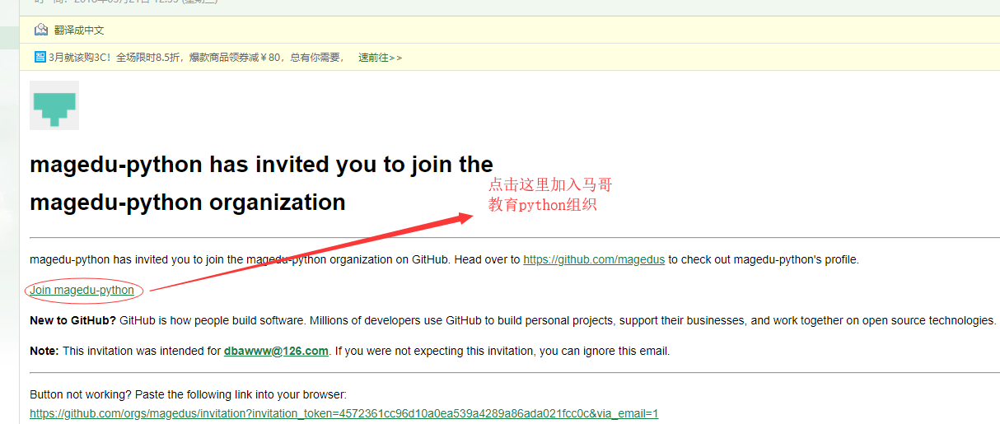 翻译成中文
3月就该购3C！全场限时8.5折，爆款商品领券减￥80，总有你需要， 速前往>>
magedu-python has invited you to join the
magedu-python organization
点击这里加入马哥
教育python组织
magedu-python has invited you to join the magedu-python organization on GitHub. Head over to https://github.com/magedus to check out magedu-python's profile.
Join magedu-python
New to GitHub? GitHub is how people build software. Millions of developers use GitHub to build personal projects, support their businesses, and work together on open source technologies.
Note: This invitation was intended for dbawww@126.com. If you were not expecting this invitation, you can ignore this email.
Button not working? Paste the following link into your browser:
https://github.com/orgs/magedus/invitation?invitation_token=4572361cc96d10a0ea539a4289a86ada021fcc0c&via_email=1